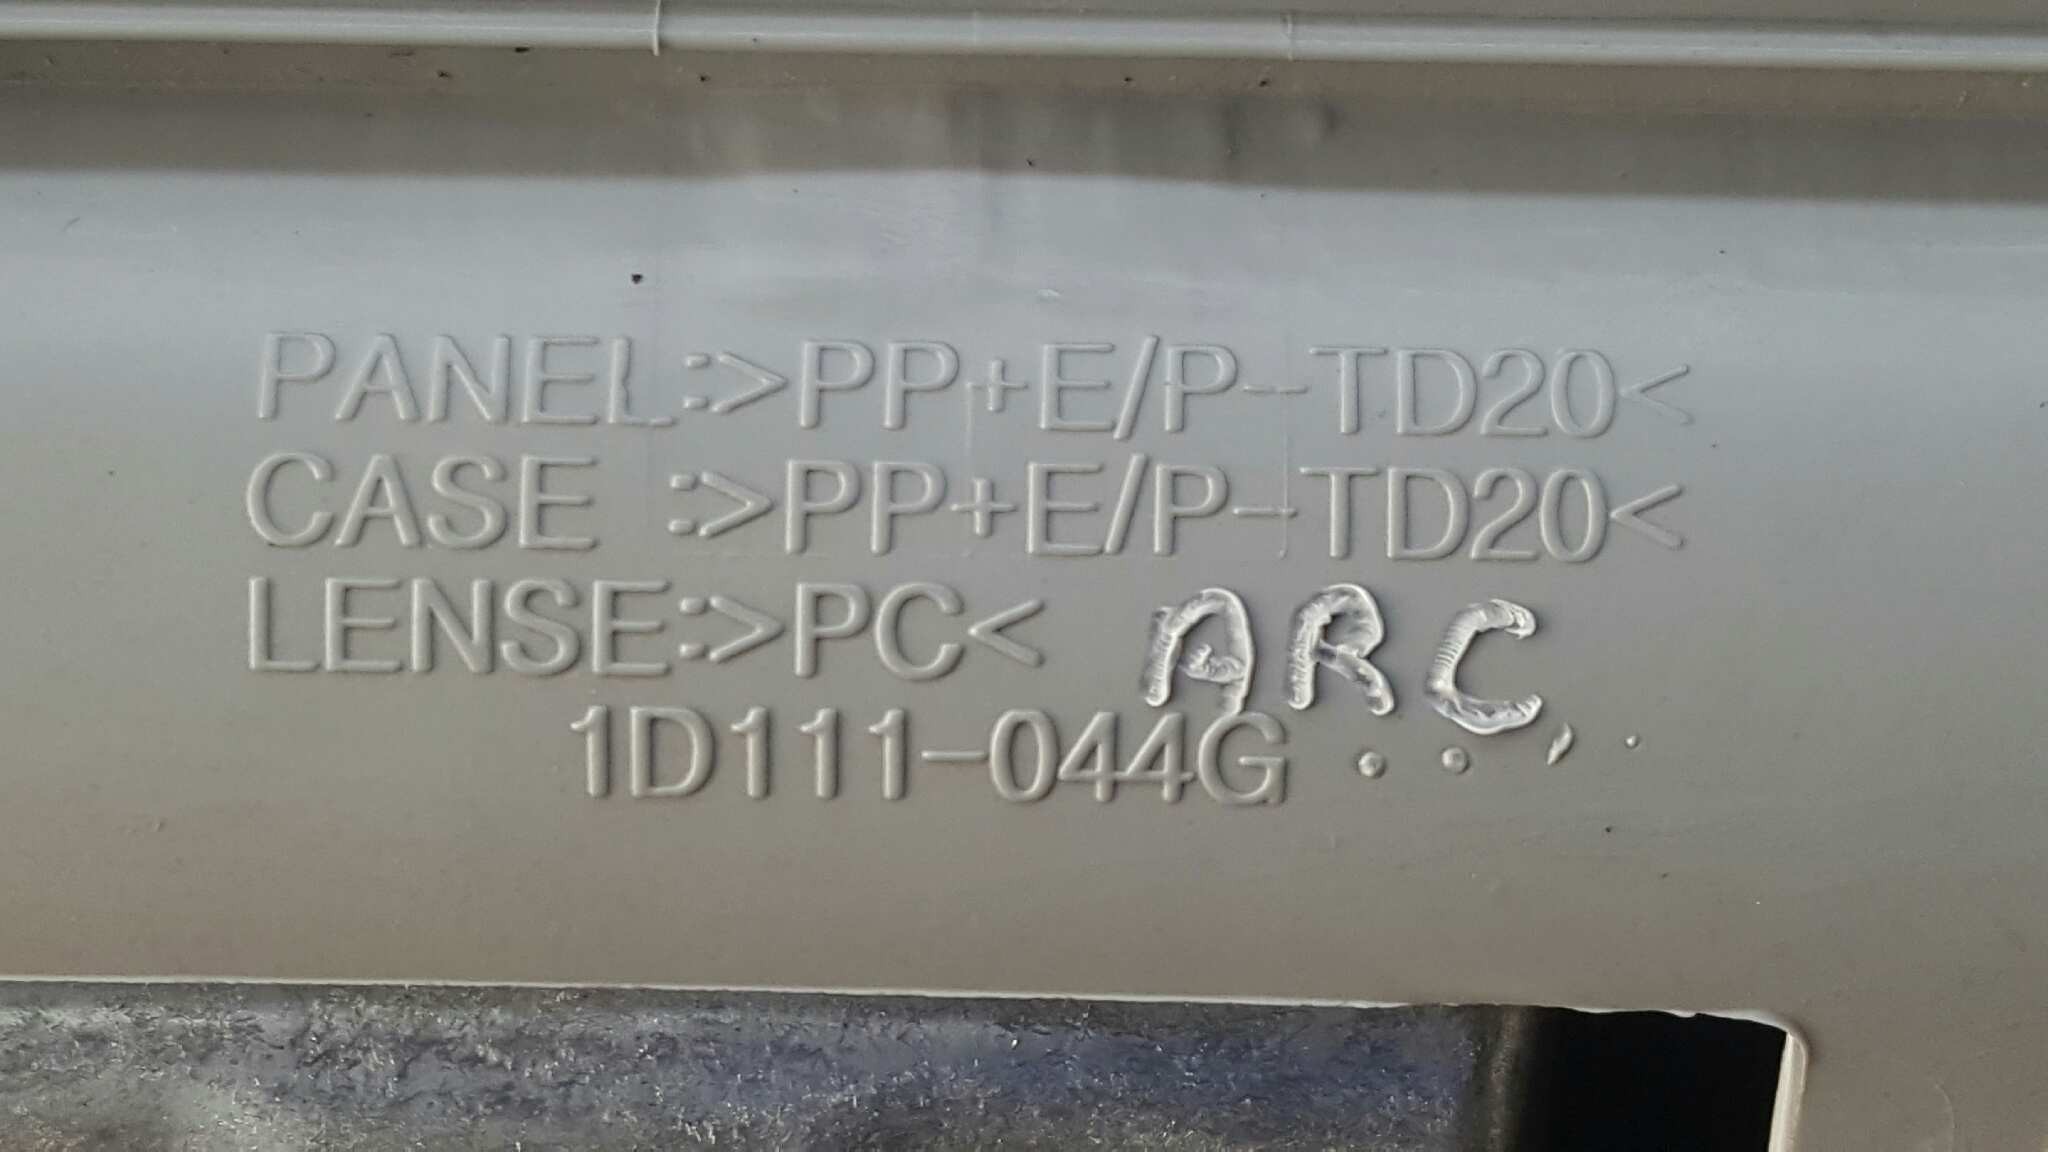 PANEL:>PP+E/P-TD20<
CASE :>PP+E/P-TD20<
LENSE:>PC< ARC
1D111-044G